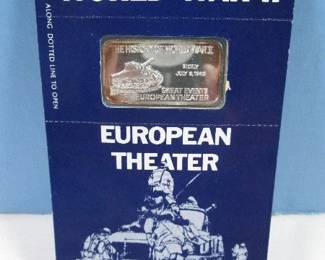 WORLD WAR II
ALONG DOTTED LINE TO OPEN
THE HISTORY OF WORLD WAR II
SICILY
JULY 9, 1943
GREAT EVENTS
EUROPEAN THEATER
EUROPEAN
THEATER